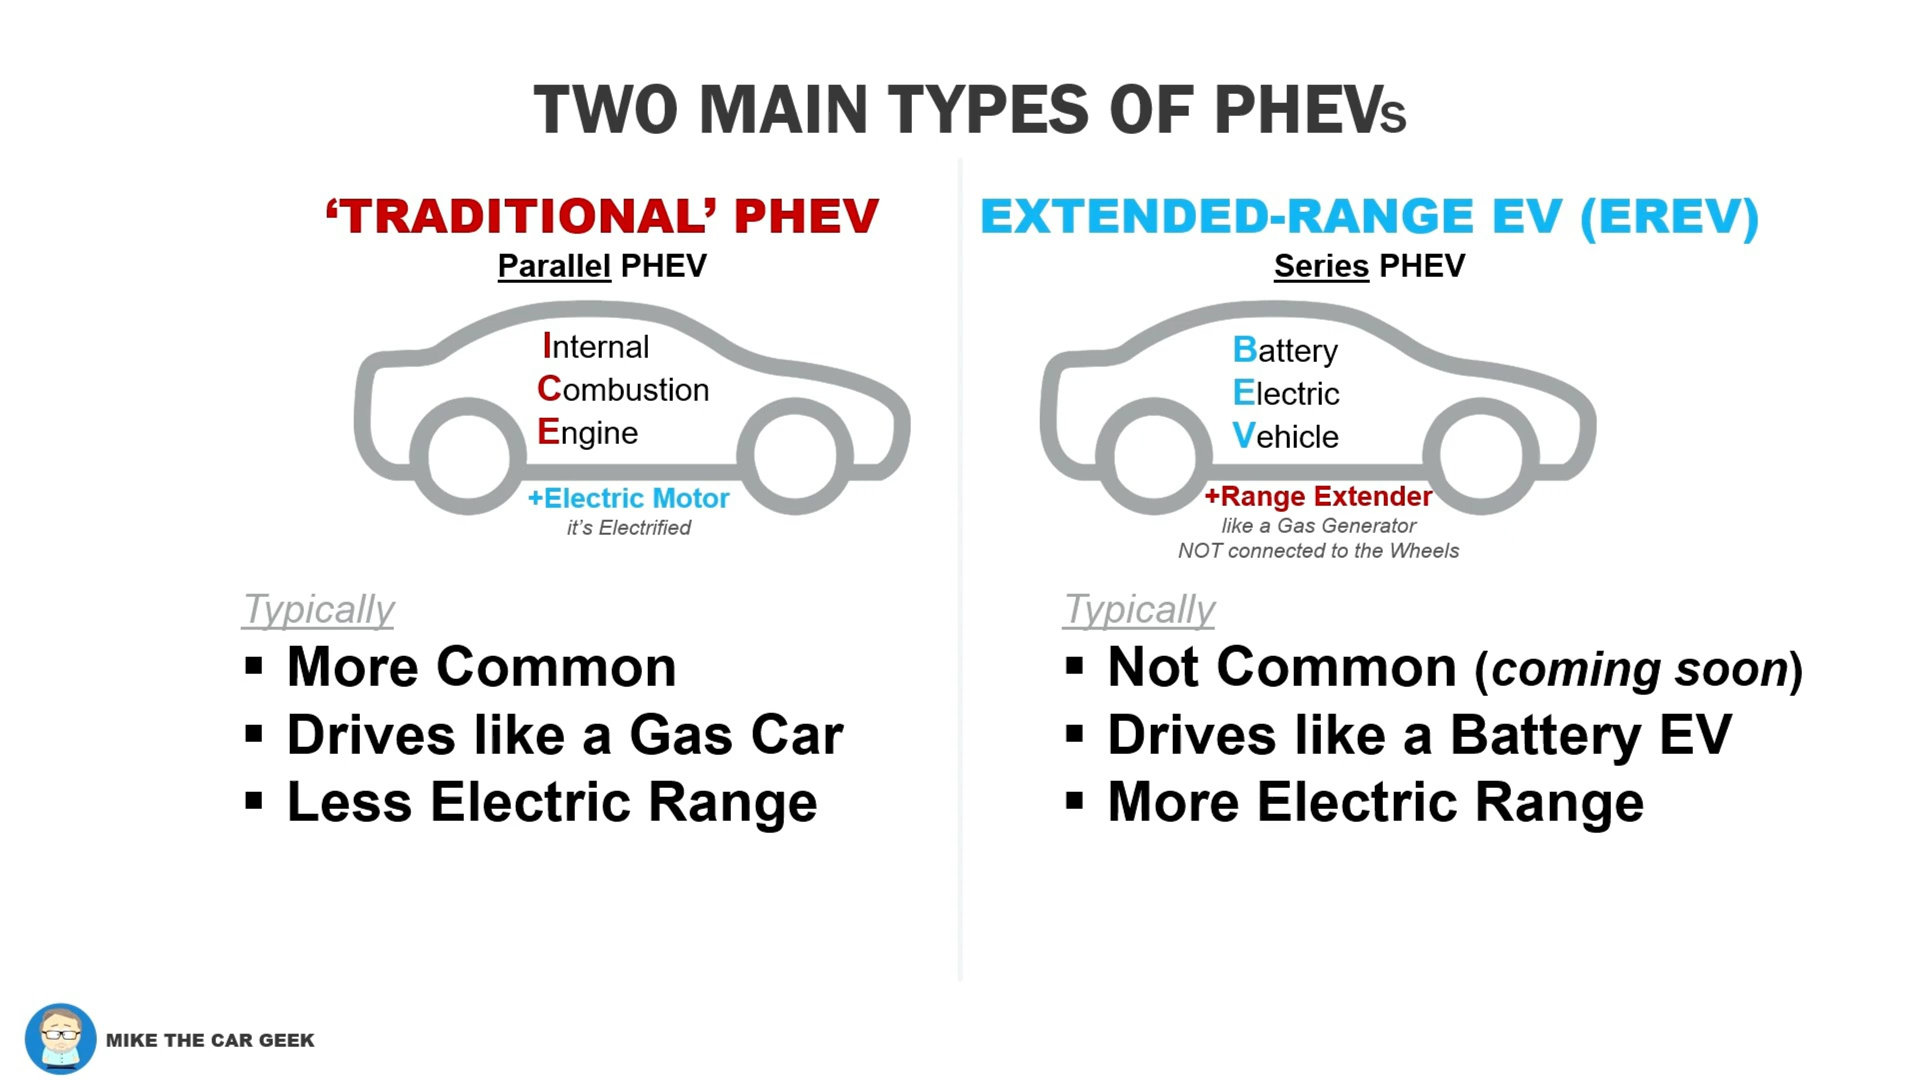 TWO MAIN TYPES OF PHEVs
‘TRADITIONAL’ PHEV
Parallel PHEV
Internal
Combustion
Engine
+Electric Motor
it’s Electrified
Typically
▪ More Common
▪ Drives like a Gas Car
▪ Less Electric Range
EXTENDED-RANGE EV (EREV)
Series PHEV
Battery
Electric
Vehicle
+Range Extender
like a Gas Generator
NOT connected to the Wheels
Typically
▪ Not Common (coming soon)
▪ Drives like a Battery EV
▪ More Electric Range
MIKE THE CAR GEEK